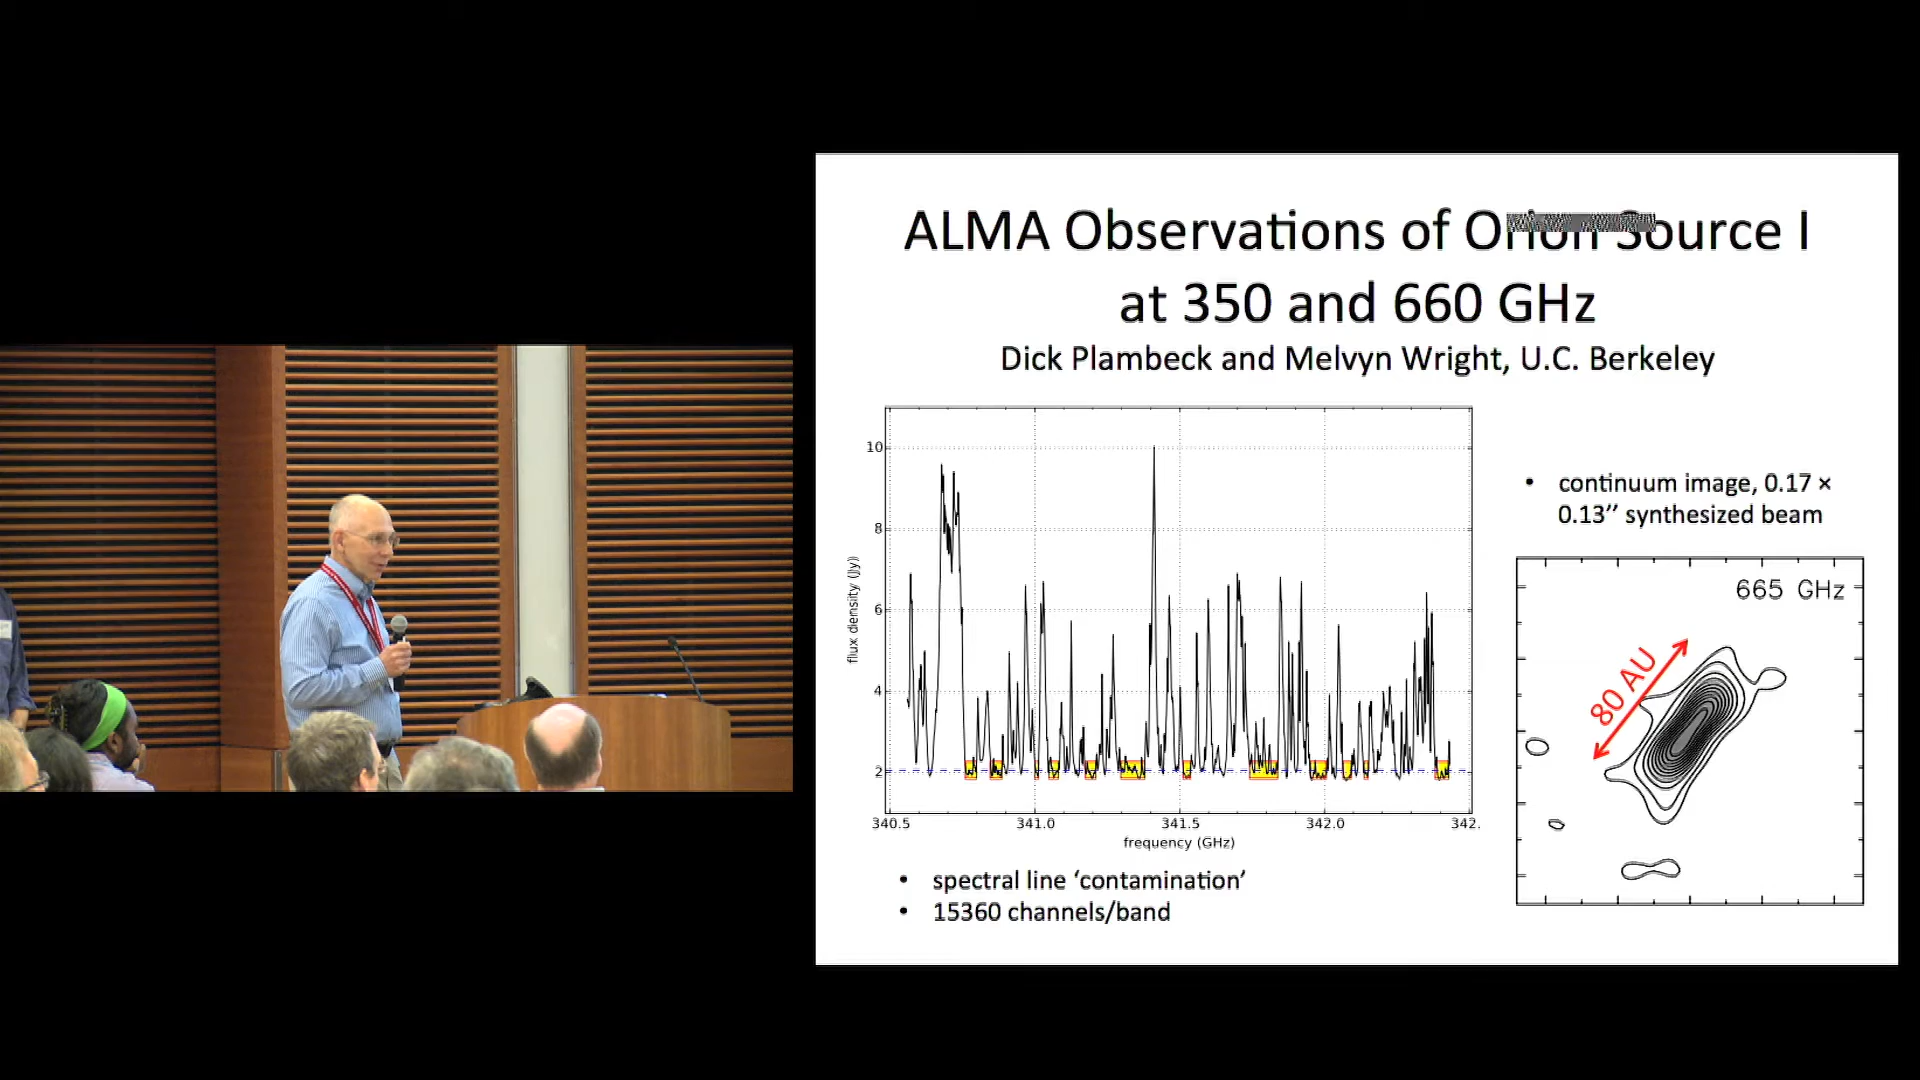 ALMA Observations of Orion Source I
at 350 and 660 GHz
Dick Plambeck and Melvyn Wright, U.C. Berkeley
10
8
6
4
2
flux density (Jy)
340.5 341.0 341.5 342.0 342.
frequency (GHz)
• spectral line ‘contamination’
• 15360 channels/band
• continuum image, 0.17 ×
0.13’’ synthesized beam
665 GHz
80 AU